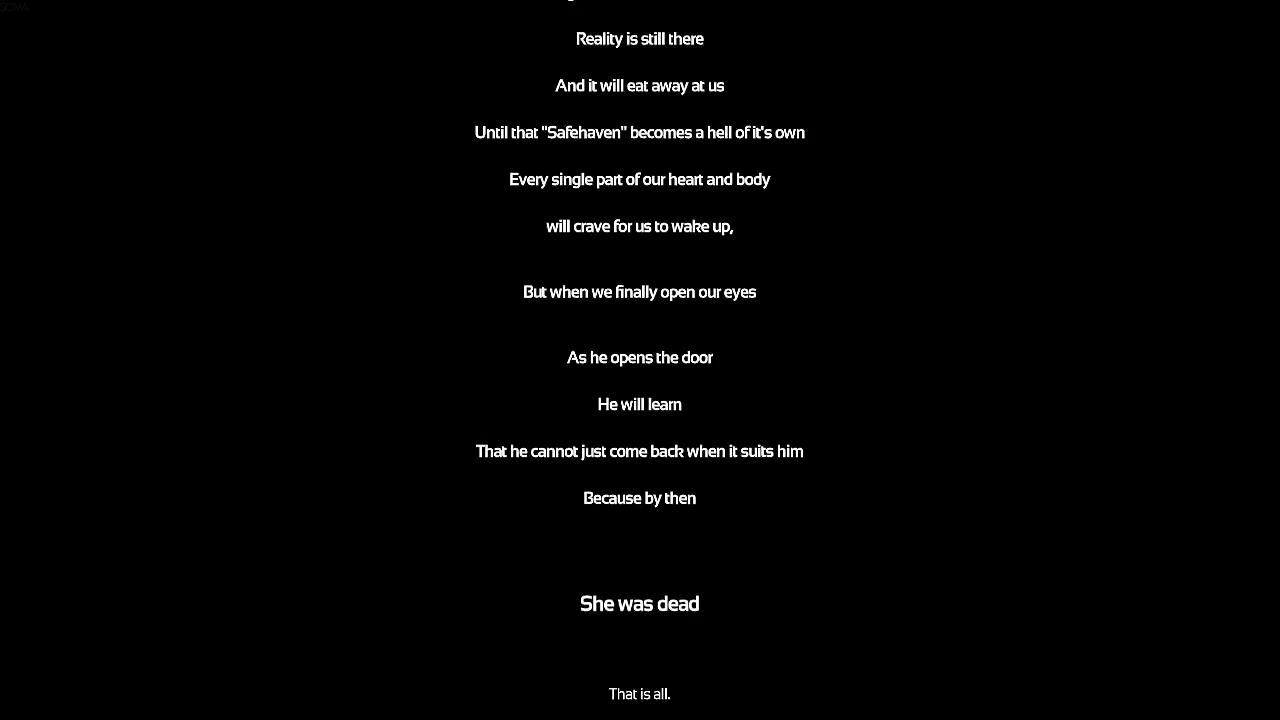 SOWA
Reality is still there
And it will eat away at us
Until that "Safehaven" becomes a hell of it's own
Every single part of our heart and body
will crave for us to wake up,
But when we finally open our eyes
As he opens the door
He will learn
That he cannot just come back when it suits him
Because by then
She was dead
That is all.